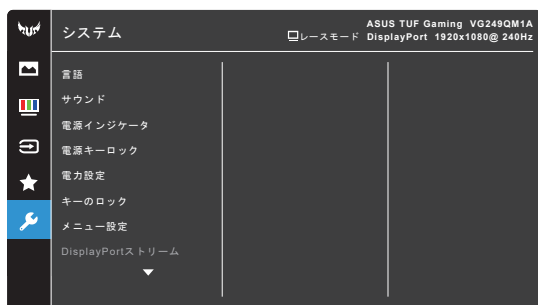 システム
レースモード
ASUS TUF Gaming VG249QM1A
DisplayPort 1920x1080@ 240Hz
言語
サウンド
電源インジケータ
電源キーロック
電力設定
キーのロック
メニュー設定
DisplayPortストリーム